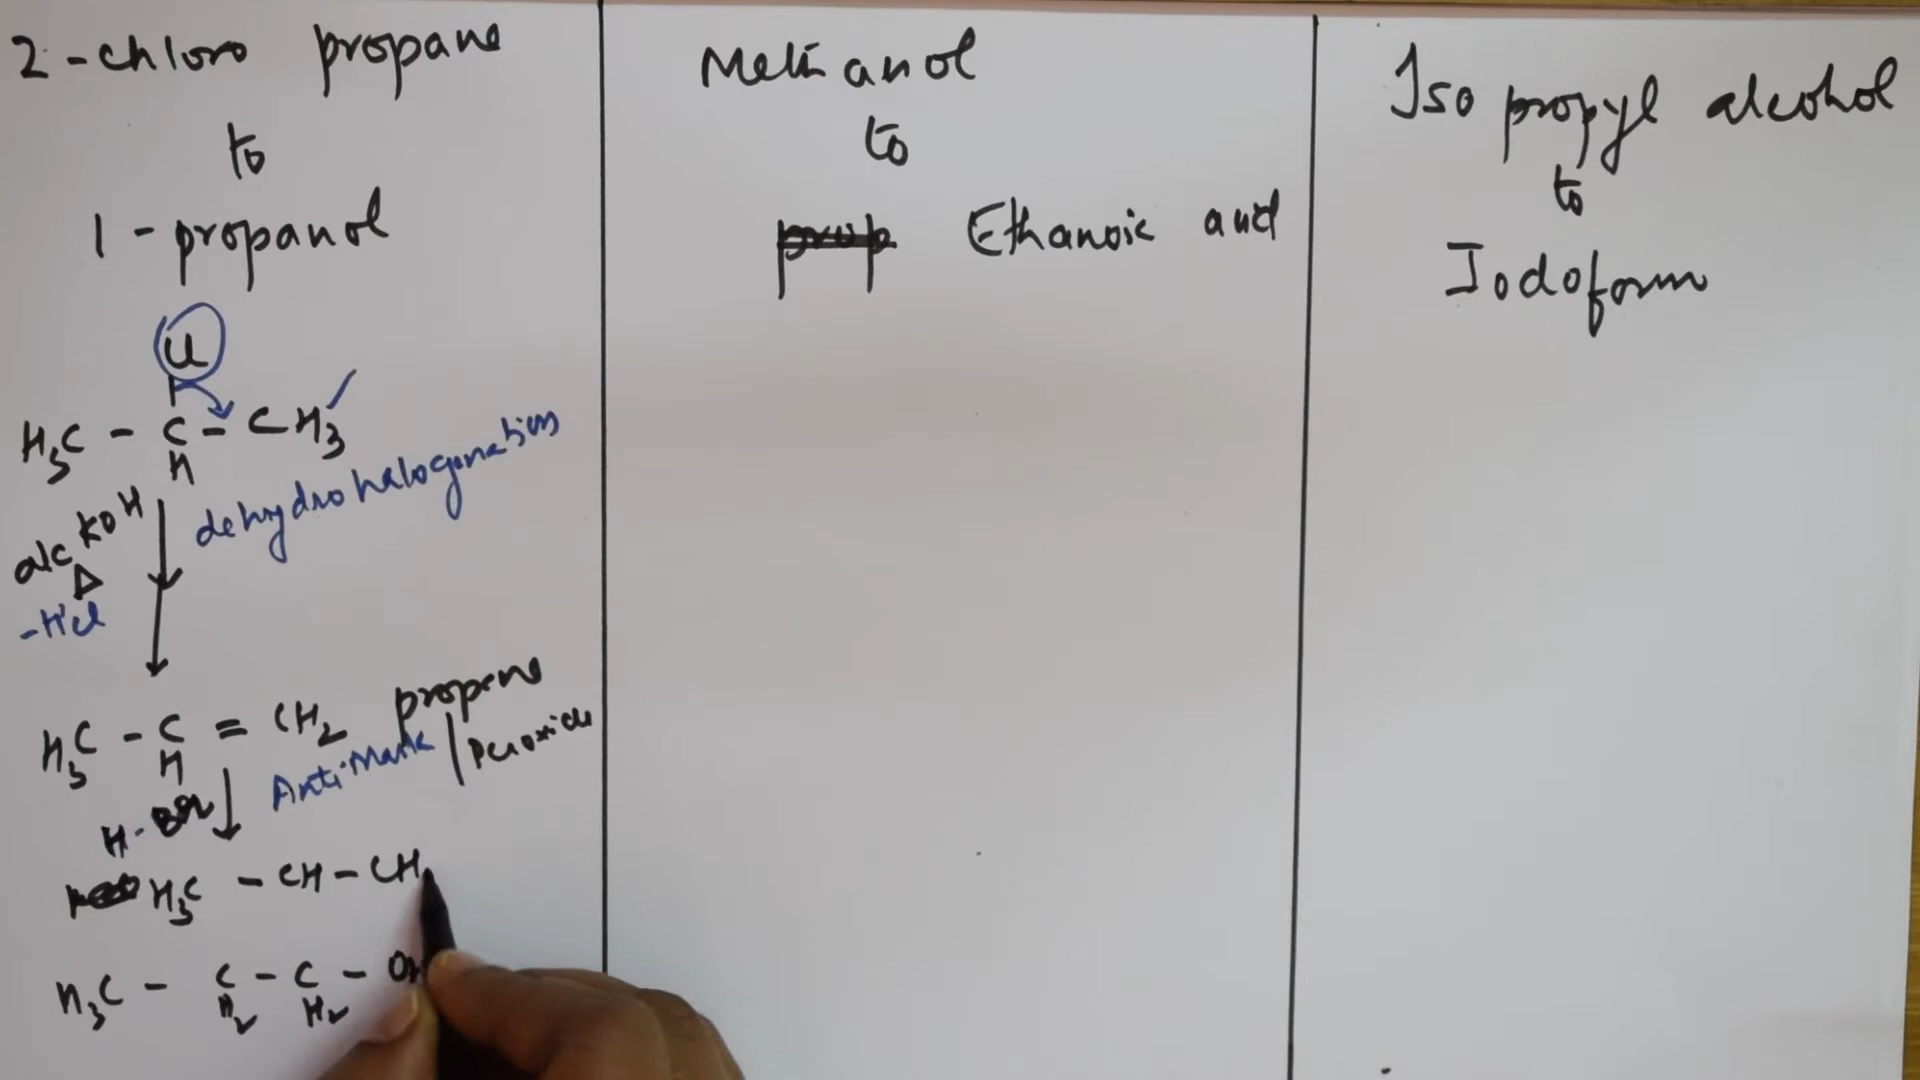 2-chloro propane
to
1-propanol
Cl
H3C - C - CH3
H
alc KOH
Δ
-HCl
dehydrohalogenation
H3C - C = CH2 propene
H
H-Br
Anti Mark / Peroxide
H3C - CH - CH
H3C - C - C - OH
H2 H2
Methanol
to
Ethanoic acid
Iso propyl alcohol
to
Iodoform